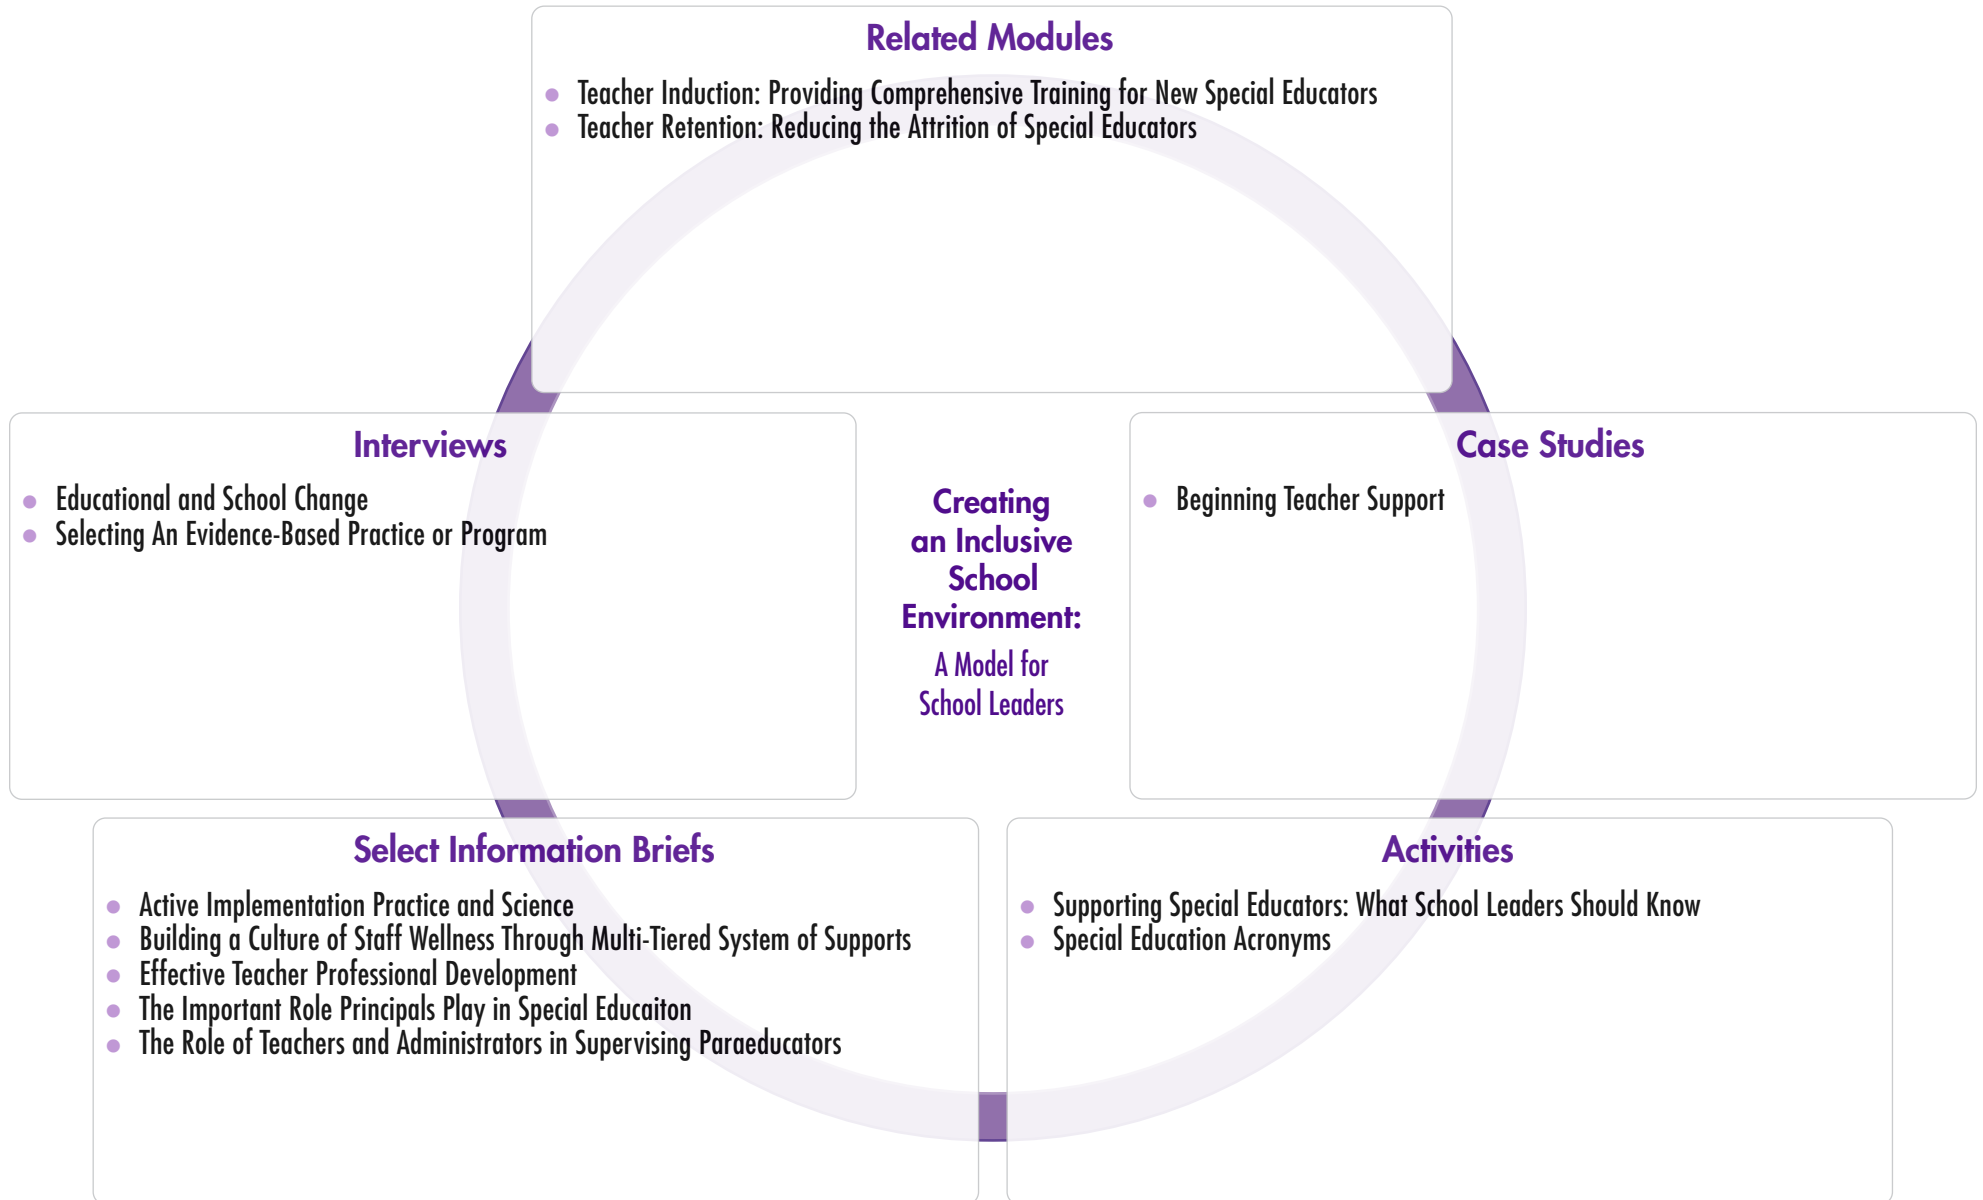 Related Modules
Teacher Induction: Providing Comprehensive Training for New Special Educators
Teacher Retention: Reducing the Attrition of Special Educators
Interviews
Educational and School Change
Selecting An Evidence-Based Practice or Program
Creating
an Inclusive
School
Environment:
A Model for
School Leaders
Case Studies
Beginning Teacher Support
Select Information Briefs
Active Implementation Practice and Science
Building a Culture of Staff Wellness Through Multi-Tiered System of Supports
Effective Teacher Professional Development
The Important Role Principals Play in Special Educaiton
The Role of Teachers and Administrators in Supervising Paraeducators
Activities
Supporting Special Educators: What School Leaders Should Know
Special Education Acronyms